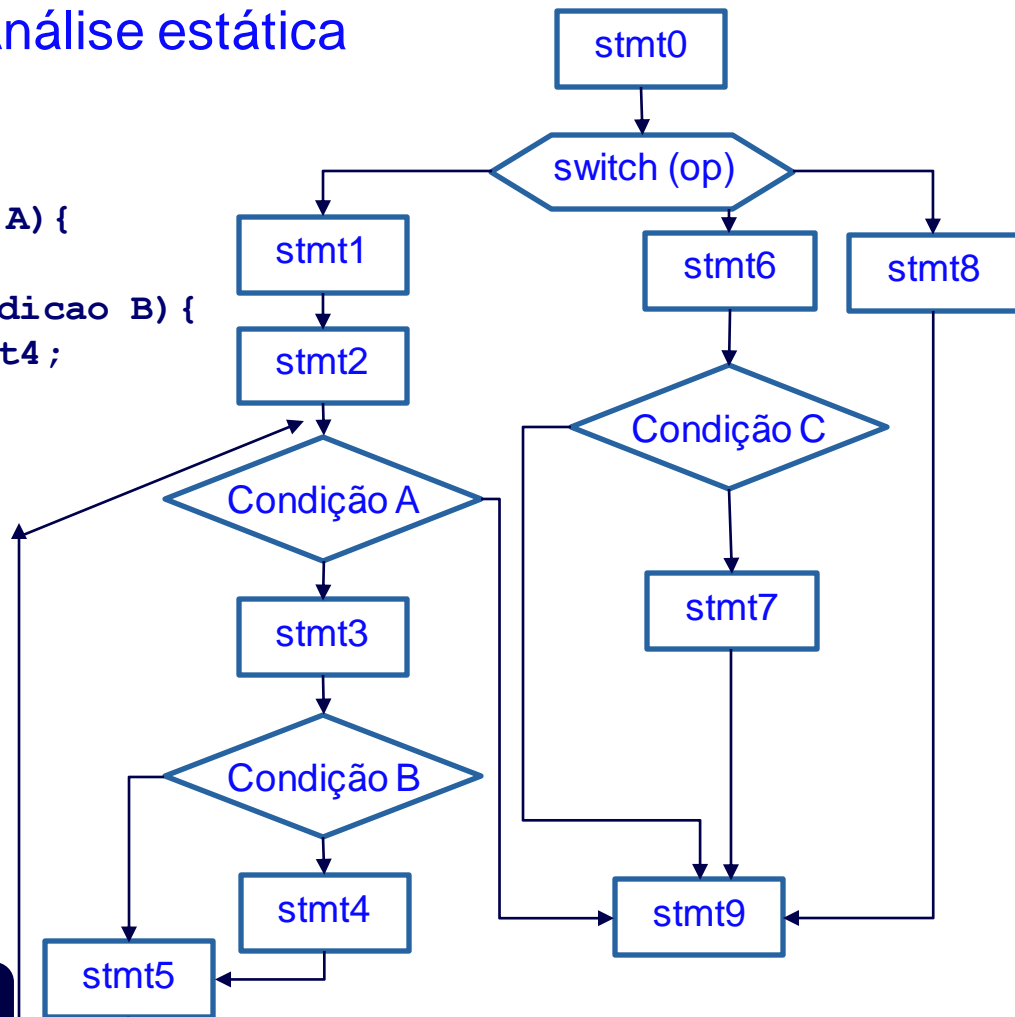 nálise estática
A){
dicao B){
t4;
stmt0
switch (op)
stmt1
stmt6
stmt8
stmt2
Condição C
Condição A
stmt7
stmt3
Condição B
stmt4
stmt9
stmt5